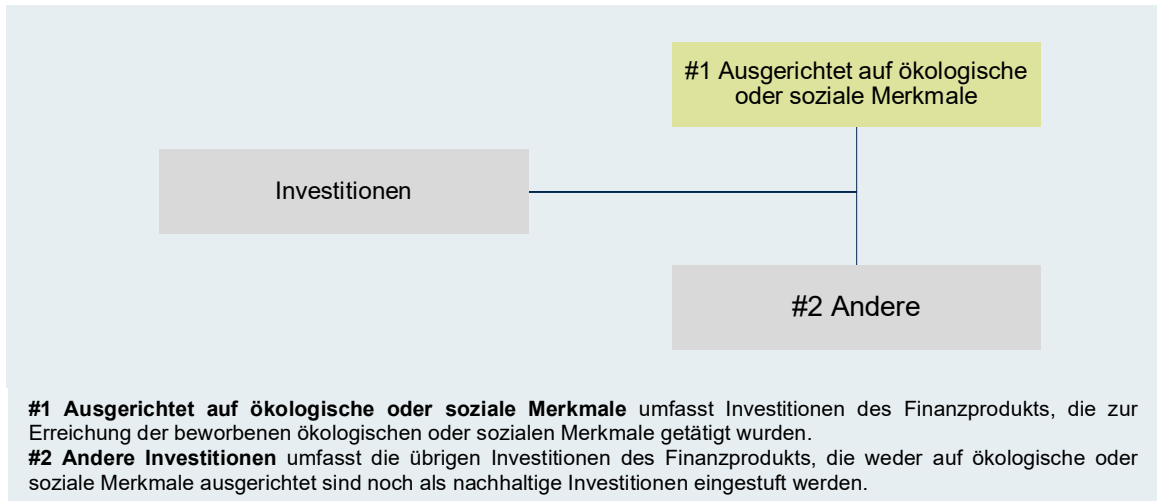 #1 Ausgerichtet auf ökologische
oder soziale Merkmale
Investitionen
#2 Andere
#1 Ausgerichtet auf ökologische oder soziale Merkmale umfasst Investitionen des Finanzprodukts, die zur
Erreichung der beworbenen ökologischen oder sozialen Merkmale getätigt wurden.
#2 Andere Investitionen umfasst die übrigen Investitionen des Finanzprodukts, die weder auf ökologische oder
soziale Merkmale ausgerichtet sind noch als nachhaltige Investitionen eingestuft werden.